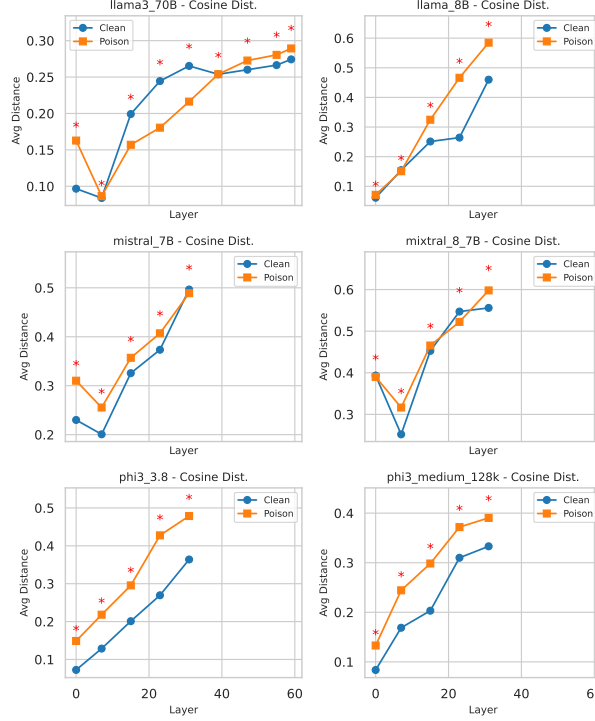 llama3_70B - Cosine Dist.
Avg Distance
0.30
0.25
0.20
0.15
0.10
Clean
Poison
Layer
llama_8B - Cosine Dist.
Avg Distance
0.6
0.5
0.4
0.3
0.2
0.1
Clean
Poison
Layer
mistral_7B - Cosine Dist.
Avg Distance
0.5
0.4
0.3
0.2
Clean
Poison
Layer
mixtral_8_7B - Cosine Dist.
Avg Distance
0.6
0.5
0.4
0.3
Clean
Poison
Layer
phi3_3.8 - Cosine Dist.
Avg Distance
0.5
0.4
0.3
0.2
0.1
Clean
Poison
0 20 40 60
Layer
phi3_medium_128k - Cosine Dist.
Avg Distance
0.4
0.3
0.2
0.1
Clean
Poison
0 20 40
Layer